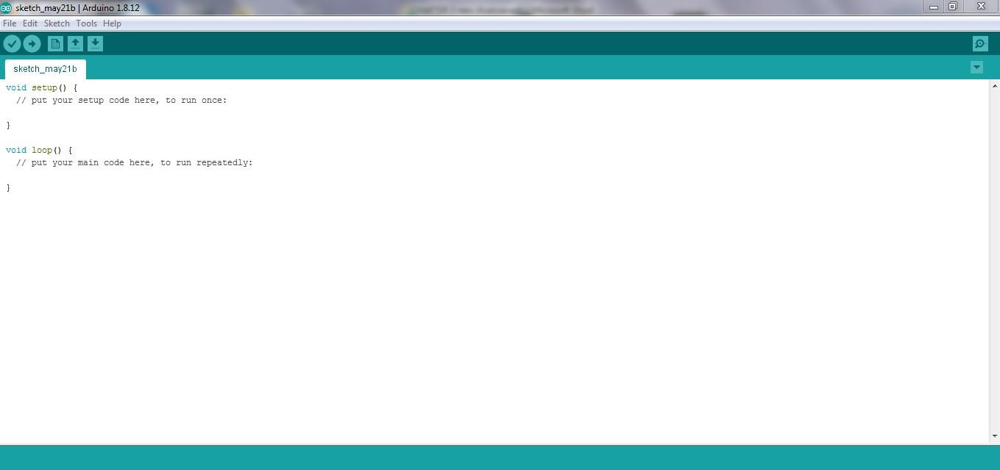 sketch_may21b | Arduino 1.8.12
File Edit Sketch Tools Help
sketch_may21b
void setup() {
  // put your setup code here, to run once:

}

void loop() {
  // put your main code here, to run repeatedly:

}